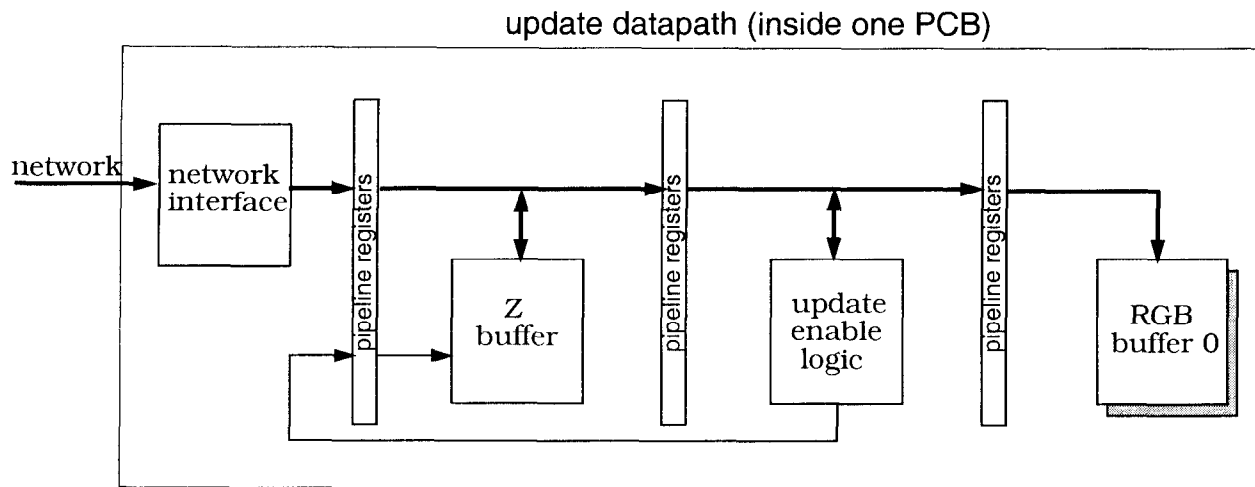 update datapath (inside one PCB)
network
network
interface
pipeline registers
Z
buffer
pipeline registers
update
enable
logic
pipeline registers
RGB
buffer 0